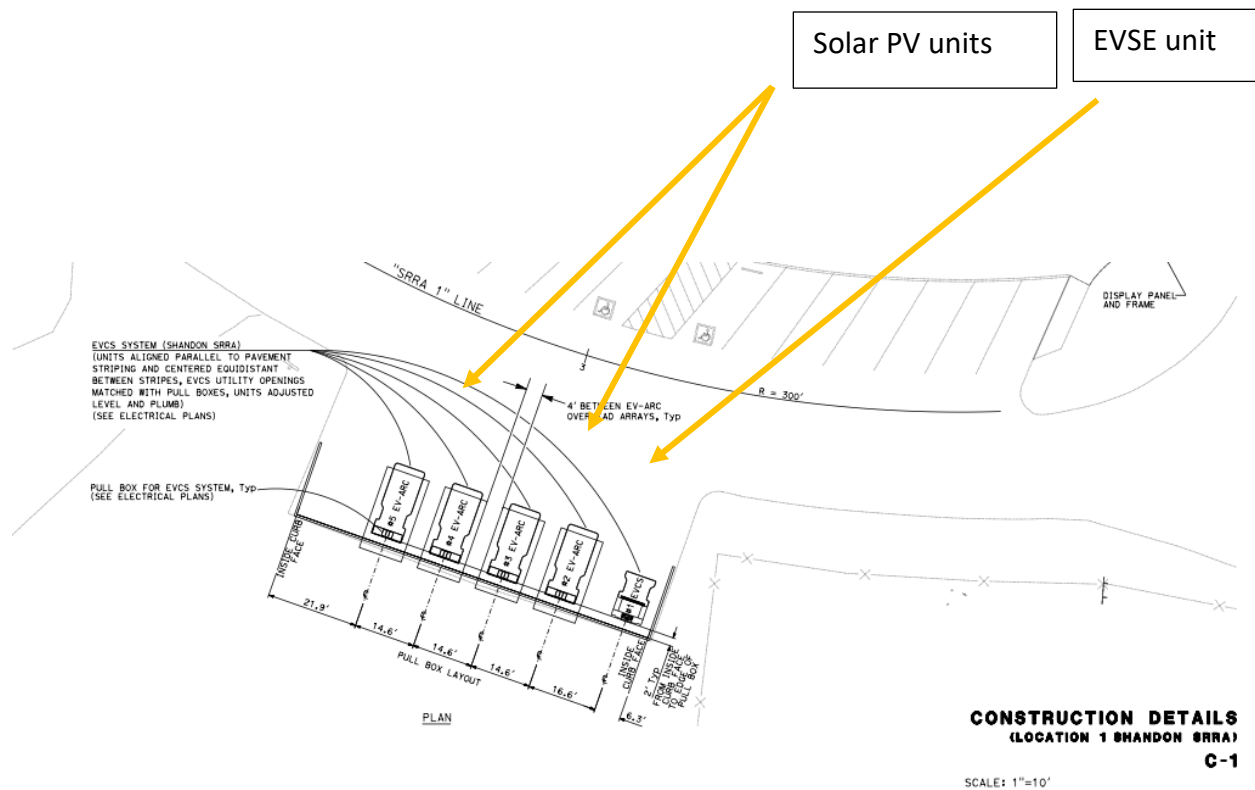 Solar PV units
EVSE unit
"SRRA 1" LINE
DISPLAY PANEL
AND FRAME
EVCS SYSTEM (SHANDON SRRA)
(UNITS ALIGNED PARALLEL TO PAVEMENT
STRIPING AND CENTERED EQUIDISTANT
BETWEEN STRIPES, EVCS UTILITY OPENINGS
MATCHED WITH PULL BOXES, UNITS ADJUSTED
LEVEL AND PLUMB)
(SEE ELECTRICAL PLANS)
3
R = 300'
4' BETWEEN EV-ARC
OVERHEAD ARRAYS, Typ
PULL BOX FOR EVCS SYSTEM, Typ
(SEE ELECTRICAL PLANS)
#5 EV-ARC
#4 EV-ARC
#3 EV-ARC
#2 EV-ARC
#1 EVCS
INSIDE CURB
FACE
21.9'
14.6'
14.6'
14.6'
16.6'
6.3'
PULL BOX LAYOUT
INSIDE
CURB FACE
2' Typ
FROM INSIDE
CURB FACE
TO EDGE OF
PULL BOX
PLAN
CONSTRUCTION DETAILS
(LOCATION 1 SHANDON SRRA)
C-1
SCALE: 1"=10'